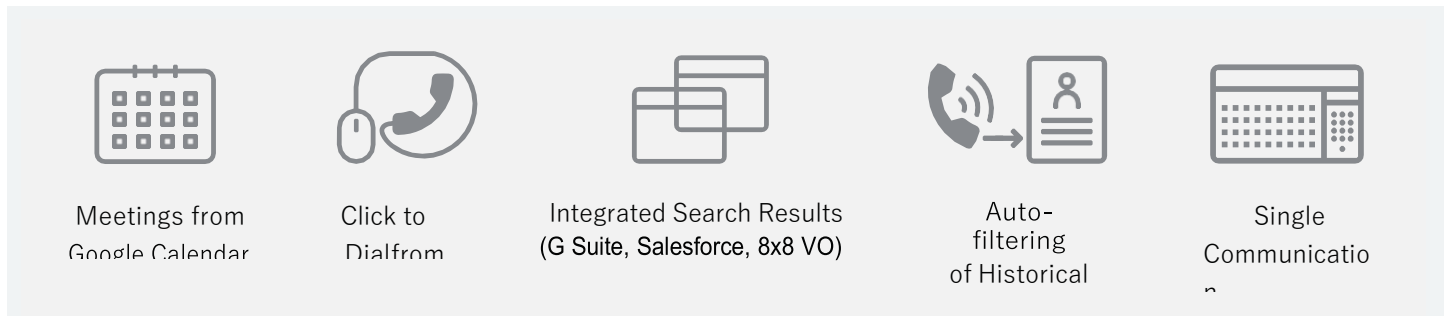 Meetings from
Google Calendar
Click to
Dialfrom
Integrated Search Results
(G Suite, Salesforce, 8x8 VO)
Auto-
filtering
of Historical
Single
Communicatio
n